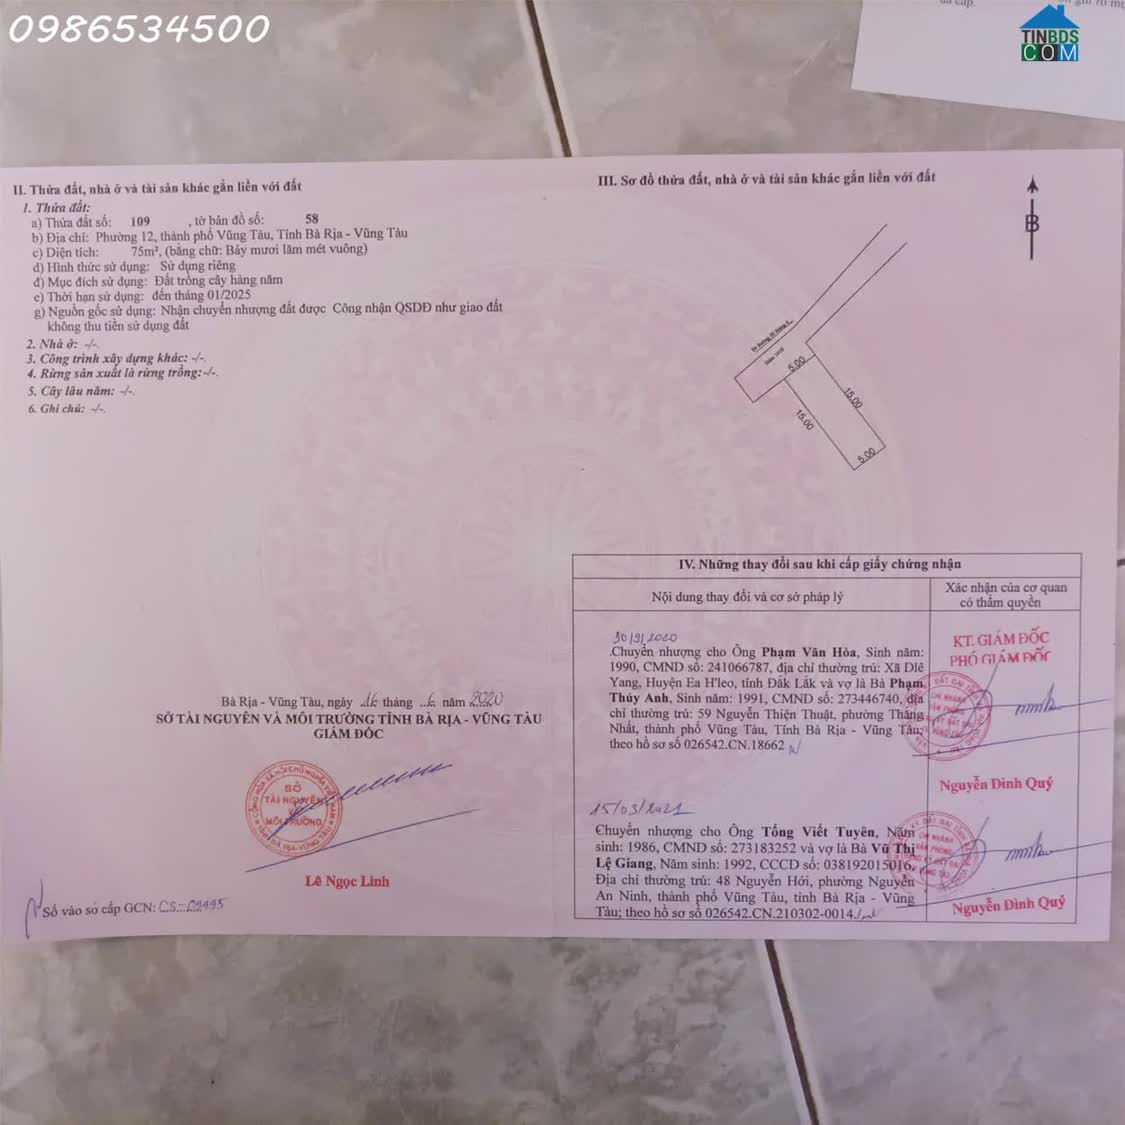 0986534500
TINBDS
COM
đa cấp.
II. Thửa đất, nhà ở và tài sản khác gắn liền với đất
1. Thửa đất:
a) Thửa đất số: 109 , tờ bản đồ số: 58
b) Địa chỉ: Phường 12, thành phố Vũng Tàu, Tỉnh Bà Rịa - Vũng Tàu
c) Diện tích: 75m², (bằng chữ: Bảy mươi lăm mét vuông)
d) Hình thức sử dụng: Sử dụng riêng
đ) Mục đích sử dụng: Đất trồng cây hàng năm
e) Thời hạn sử dụng: đến tháng 01/2025
g) Nguồn gốc sử dụng: Nhận chuyển nhượng đất được Công nhận QSDĐ như giao đất
không thu tiền sử dụng đất
2. Nhà ở: -/-.
3. Công trình xây dựng khác: -/-.
4. Rừng sản xuất là rừng trồng:-/-.
5. Cây lâu năm: -/-.
6. Ghi chú: -/-.
Bà Rịa - Vũng Tàu, ngày 16 tháng 6 năm 2020
SỞ TÀI NGUYÊN VÀ MÔI TRƯỜNG TỈNH BÀ RỊA - VŨNG TÀU
GIÁM ĐỐC
SỞ
TÀI NGUYÊN
VÀ
MÔI TRƯỜNG
Lê Ngọc Linh
Số vào sổ cấp GCN: CS-02495
III. Sơ đồ thửa đất, nhà ở và tài sản khác gắn liền với đất
B
5.00
15.00
15.00
5.00
IV. Những thay đổi sau khi cấp giấy chứng nhận
Nội dung thay đổi và cơ sở pháp lý
Xác nhận của cơ quan
có thẩm quyền
30/9/2020
Chuyển nhượng cho Ông Phạm Văn Hòa, Sinh năm:
1990, CMND số: 241066787, địa chỉ thường trú: Xã Dlê
Yang, Huyện Ea H'leo, tỉnh Đắk Lắk và vợ là Bà Phạm
Thúy Anh, Sinh năm: 1991, CMND số: 273446740, địa
chỉ thường trú: 59 Nguyễn Thiện Thuật, phường Thắng
Nhất, thành phố Vũng Tàu, Tỉnh Bà Rịa - Vũng Tàu;
theo hồ sơ số 026542.CN.18662
KT. GIÁM ĐỐC
PHÓ GIÁM ĐỐC
Nguyễn Đình Quý
15/03/2021
Chuyển nhượng cho Ông Tống Viết Tuyên, Năm
sinh: 1986, CMND số: 273183252 và vợ là Bà Vũ Thị
Lệ Giang, Năm sinh: 1992, CCCD số: 038192015016,
Địa chỉ thường trú: 48 Nguyễn Hới, phường Nguyễn
An Ninh, thành phố Vũng Tàu, tỉnh Bà Rịa - Vũng
Tàu; theo hồ sơ số 026542.CN.210302-0014./
Nguyễn Đình Quý